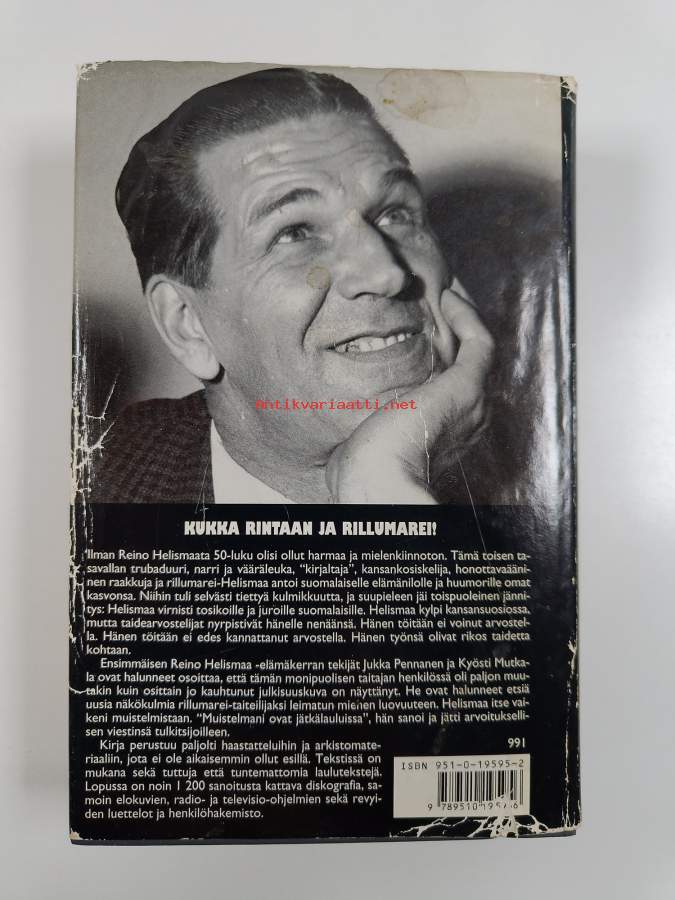 antikvariaatti.net
KUKKA RINTAAN JA RILLUMAREI!
Ilman Reino Helismaata 50-luku olisi ollut harmaa ja mielenkiinnoton. Tämä toisen ta-
savallan trubaduuri, narri ja vääräleuka, "kirjaltaja", kansankosiskelija, honottavaääni-
nen raakkuja ja rillumarei-Helismaa antoi suomalaiselle elämänilolle ja huumorille omat
kasvonsa. Niihin tuli selvästi tiettyä kulmikkuutta, ja suupieleen jäi toispuoleinen jänni-
tys: Helismaa virnisti tosikoille ja juroille suomalaisille. Helismaa kylpi kansansuosiossa,
mutta taidearvostelijat nyrpistivät hänelle nenäänsä. Hänen töitään ei voinut arvostel-
la. Hänen töitään ei edes kannattanut arvostella. Hänen työnsä olivat rikos taidetta
kohtaan.
Ensimmäisen Reino Helismaa -elämäkerran tekijät Jukka Pennanen ja Kyösti Mutka-
la ovat halunneet osoittaa, että tämän monipuolisen taitajan henkilössä oli paljon muu-
takin kuin osittain jo kauhtunut julkisuuskuva on näyttänyt. He ovat halunneet etsiä
uusia näkökulmia rillumarei-taiteilijaksi leimatun miehen luovuuteen. Helismaa itse vai-
keni muistelmistaan. "Muistelmani ovat jätkälauluissa", hän sanoi ja jätti arvoituksel-
lisen viestinsä tulkitsijoilleen.
Kirja perustuu paljolti haastatteluihin ja arkistomate-
riaaliin, jota ei ole aikaisemmin ollut esillä. Tekstissä on
mukana sekä tuttuja että tuntemattomia laulutekstejä.
Lopussa on noin 1 200 sanoitusta kattava diskografia, sa-
moin elokuvien, radio- ja televisio-ohjelmien sekä revyi-
den luettelot ja henkilöhakemisto.
991
ISBN 951-0-19595-2